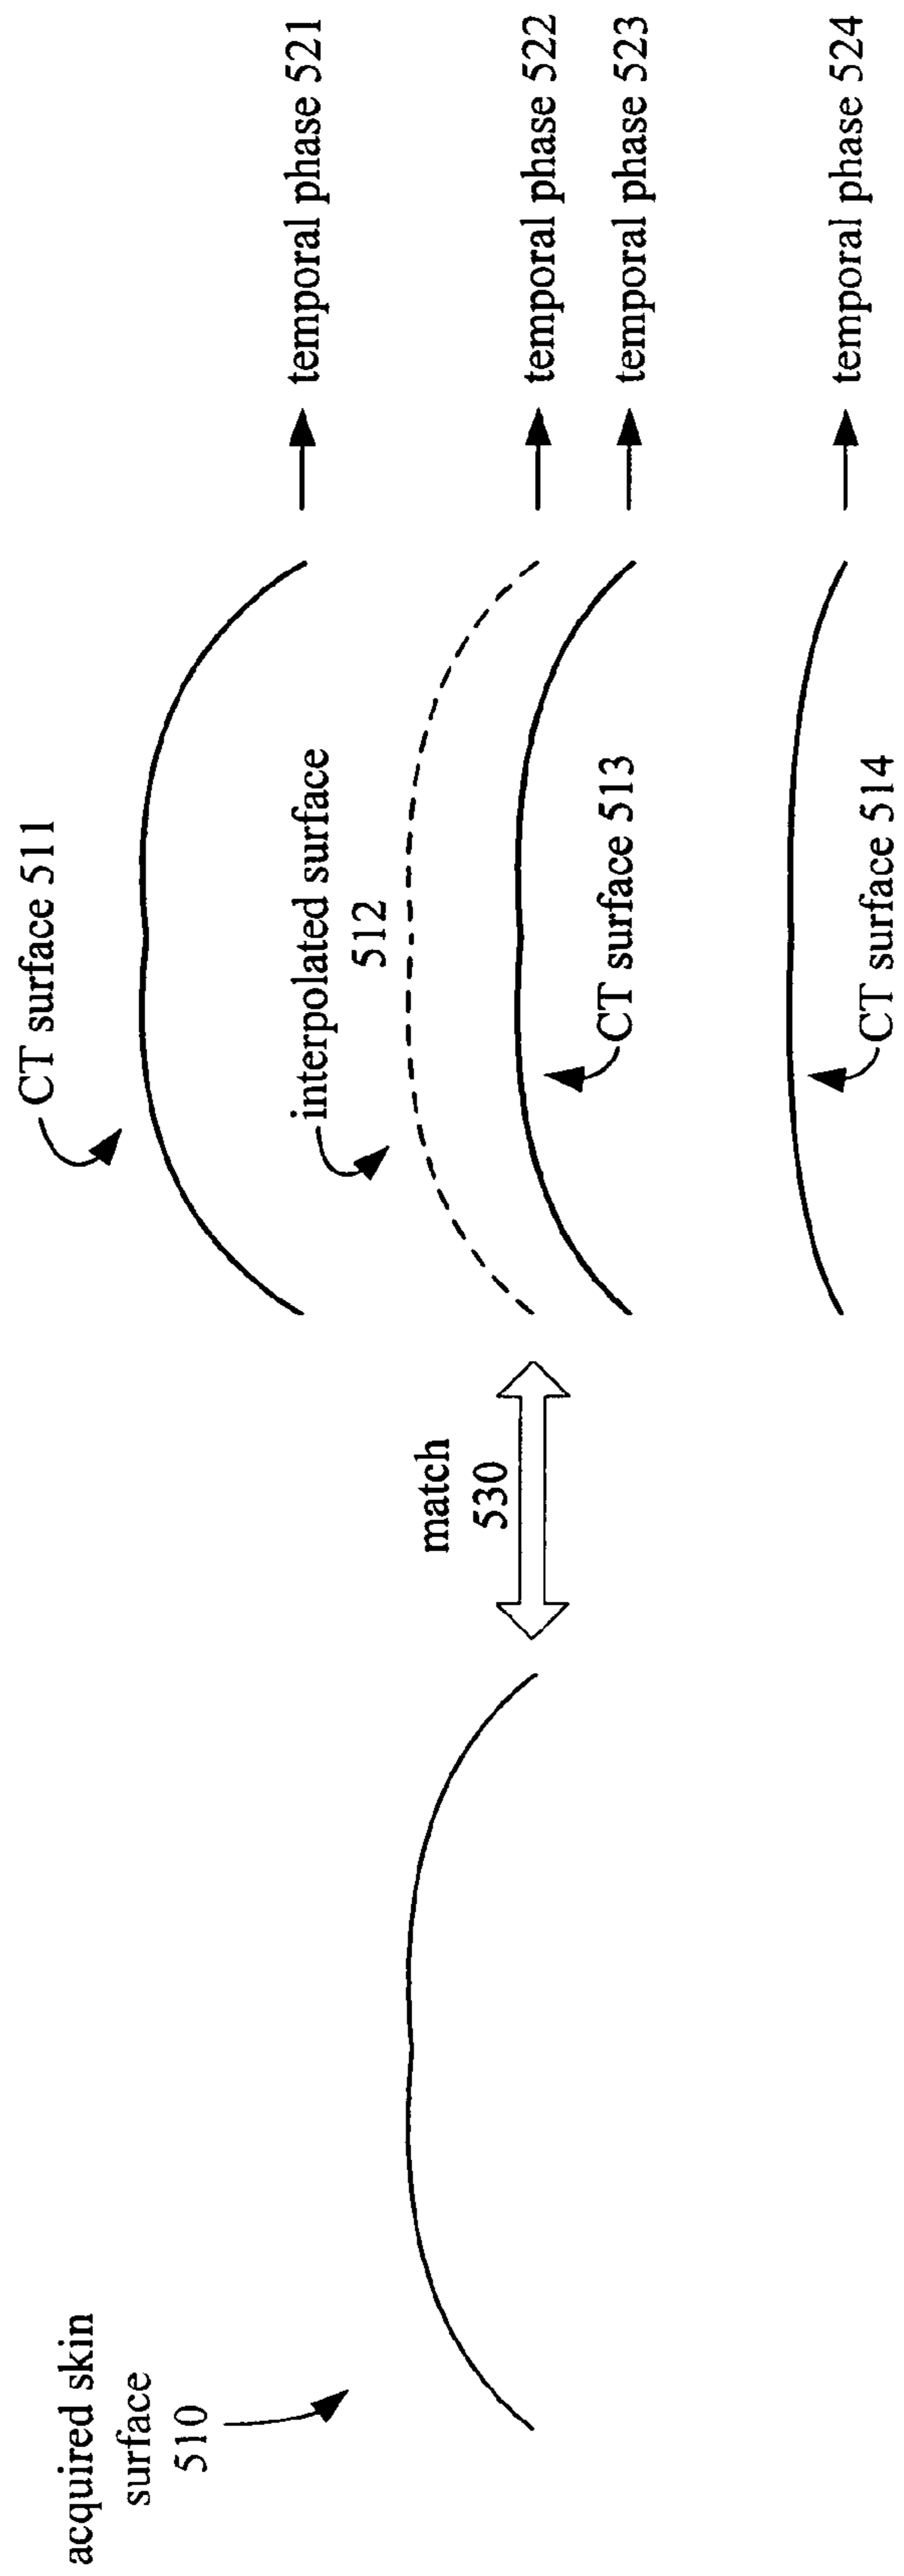 acquired skin
surface
510
match
530
CT surface 511
interpolated surface
512
CT surface 513
CT surface 514
temporal phase 521
temporal phase 522
temporal phase 523
temporal phase 524